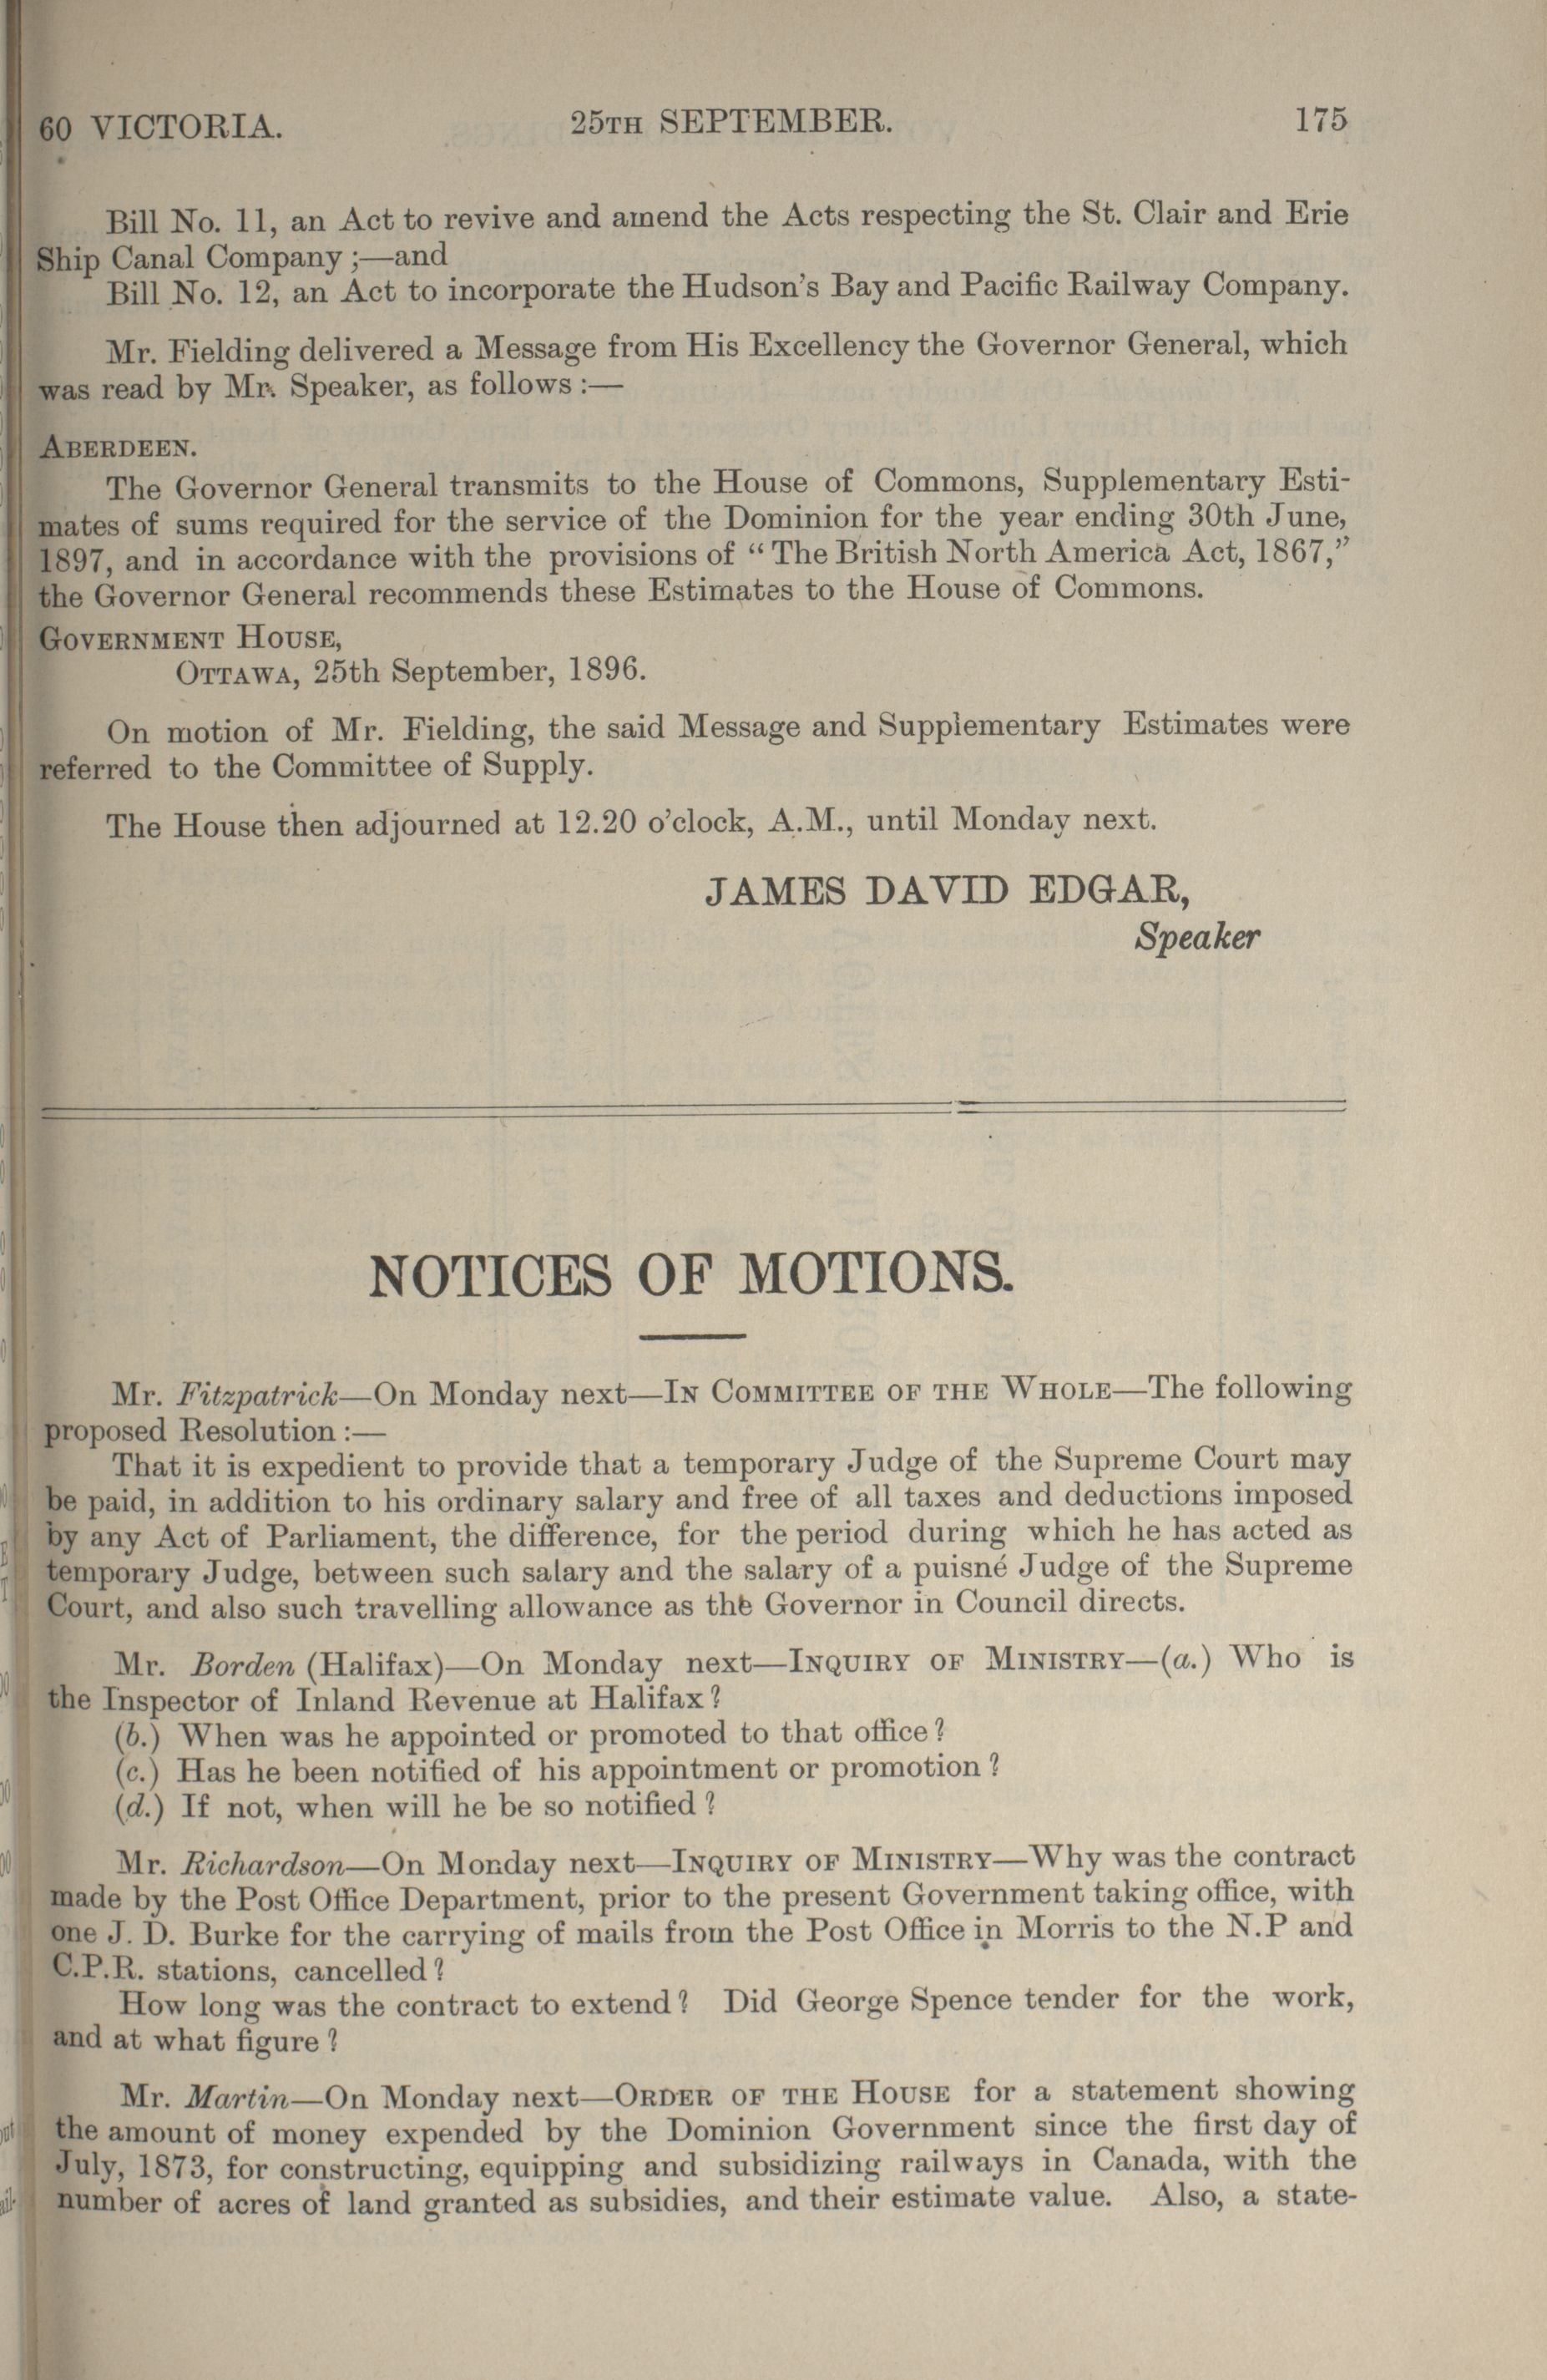 60 VICTORIA. 25TH SEPTEMBER. 175
Bill No. 11, an Act to revive and amend the Acts respecting the St. Clair and Erie
Ship Canal Company ;—and
Bill No. 12, an Act to incorporate the Hudson's Bay and Pacific Railway Company.
Mr. Fielding delivered a Message from His Excellency the Governor General, which
was read by Mr. Speaker, as follows :—
ABERDEEN.
The Governor General transmits to the House of Commons, Supplementary Esti-
mates of sums required for the service of the Dominion for the year ending 30th June,
1897, and in accordance with the provisions of “ The British North America Act, 1867,”
the Governor General recommends these Estimates to the House of Commons.
GOVERNMENT HOUSE,
OTTAWA, 25th September, 1896.
On motion of Mr. Fielding, the said Message and Supplementary Estimates were
referred to the Committee of Supply.
The House then adjourned at 12.20 o'clock, A.M., until Monday next.
JAMES DAVID EDGAR,
Speaker
NOTICES OF MOTIONS.
Mr. Fitzpatrick—On Monday next—IN COMMITTEE OF THE WHOLE—The following
proposed Resolution :—
That it is expedient to provide that a temporary Judge of the Supreme Court may
be paid, in addition to his ordinary salary and free of all taxes and deductions imposed
by any Act of Parliament, the difference, for the period during which he has acted as
temporary Judge, between such salary and the salary of a puisné Judge of the Supreme
Court, and also such travelling allowance as the Governor in Council directs.
Mr. Borden (Halifax)—On Monday next—INQUIRY OF MINISTRY—(a.) Who is
the Inspector of Inland Revenue at Halifax ?
(b.) When was he appointed or promoted to that office ?
(c.) Has he been notified of his appointment or promotion ?
(d.) If not, when will he be so notified ?
Mr. Richardson—On Monday next—INQUIRY OF MINISTRY—Why was the contract
made by the Post Office Department, prior to the present Government taking office, with
one J. D. Burke for the carrying of mails from the Post Office in Morris to the N.P and
C.P.R. stations, cancelled ?
How long was the contract to extend ? Did George Spence tender for the work,
and at what figure ?
Mr. Martin—On Monday next—ORDER OF THE HOUSE for a statement showing
the amount of money expended by the Dominion Government since the first day of
July, 1873, for constructing, equipping and subsidizing railways in Canada, with the
number of acres of land granted as subsidies, and their estimate value. Also, a state-